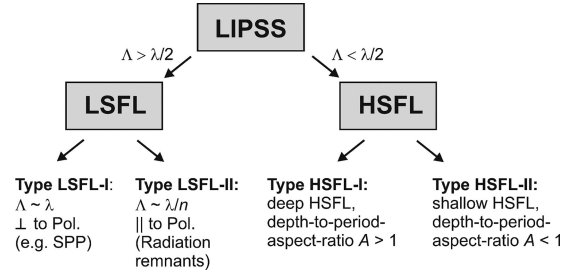 LIPSS
Λ > λ/2
Λ < λ/2
LSFL
HSFL
Type LSFL-I:
Λ ~ λ
⊥ to Pol.
(e.g. SPP)
Type LSFL-II:
Λ ~ λ/n
|| to Pol.
(Radiation
remnants)
Type HSFL-I:
deep HSFL,
depth-to-period-
aspect-ratio A > 1
Type HSFL-II:
shallow HSFL,
depth-to-period-
aspect-ratio A < 1